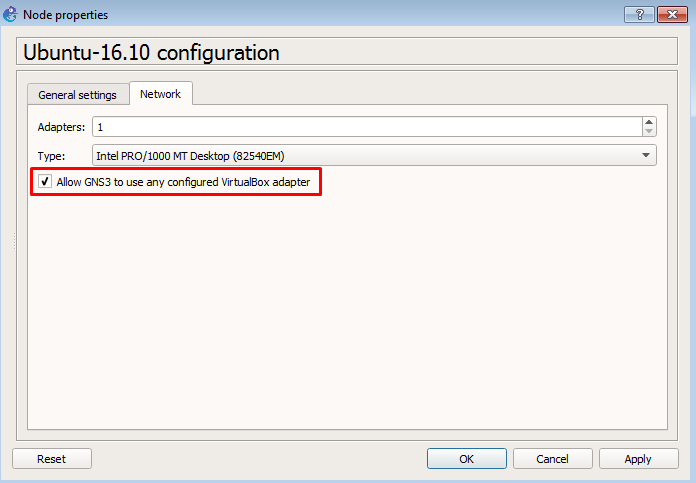 Node properties
?
Ubuntu-16.10 configuration
General settings
Network
Adapters: 1
Type: Intel PRO/1000 MT Desktop (82540EM)
Allow GNS3 to use any configured VirtualBox adapter
Reset
OK
Cancel
Apply